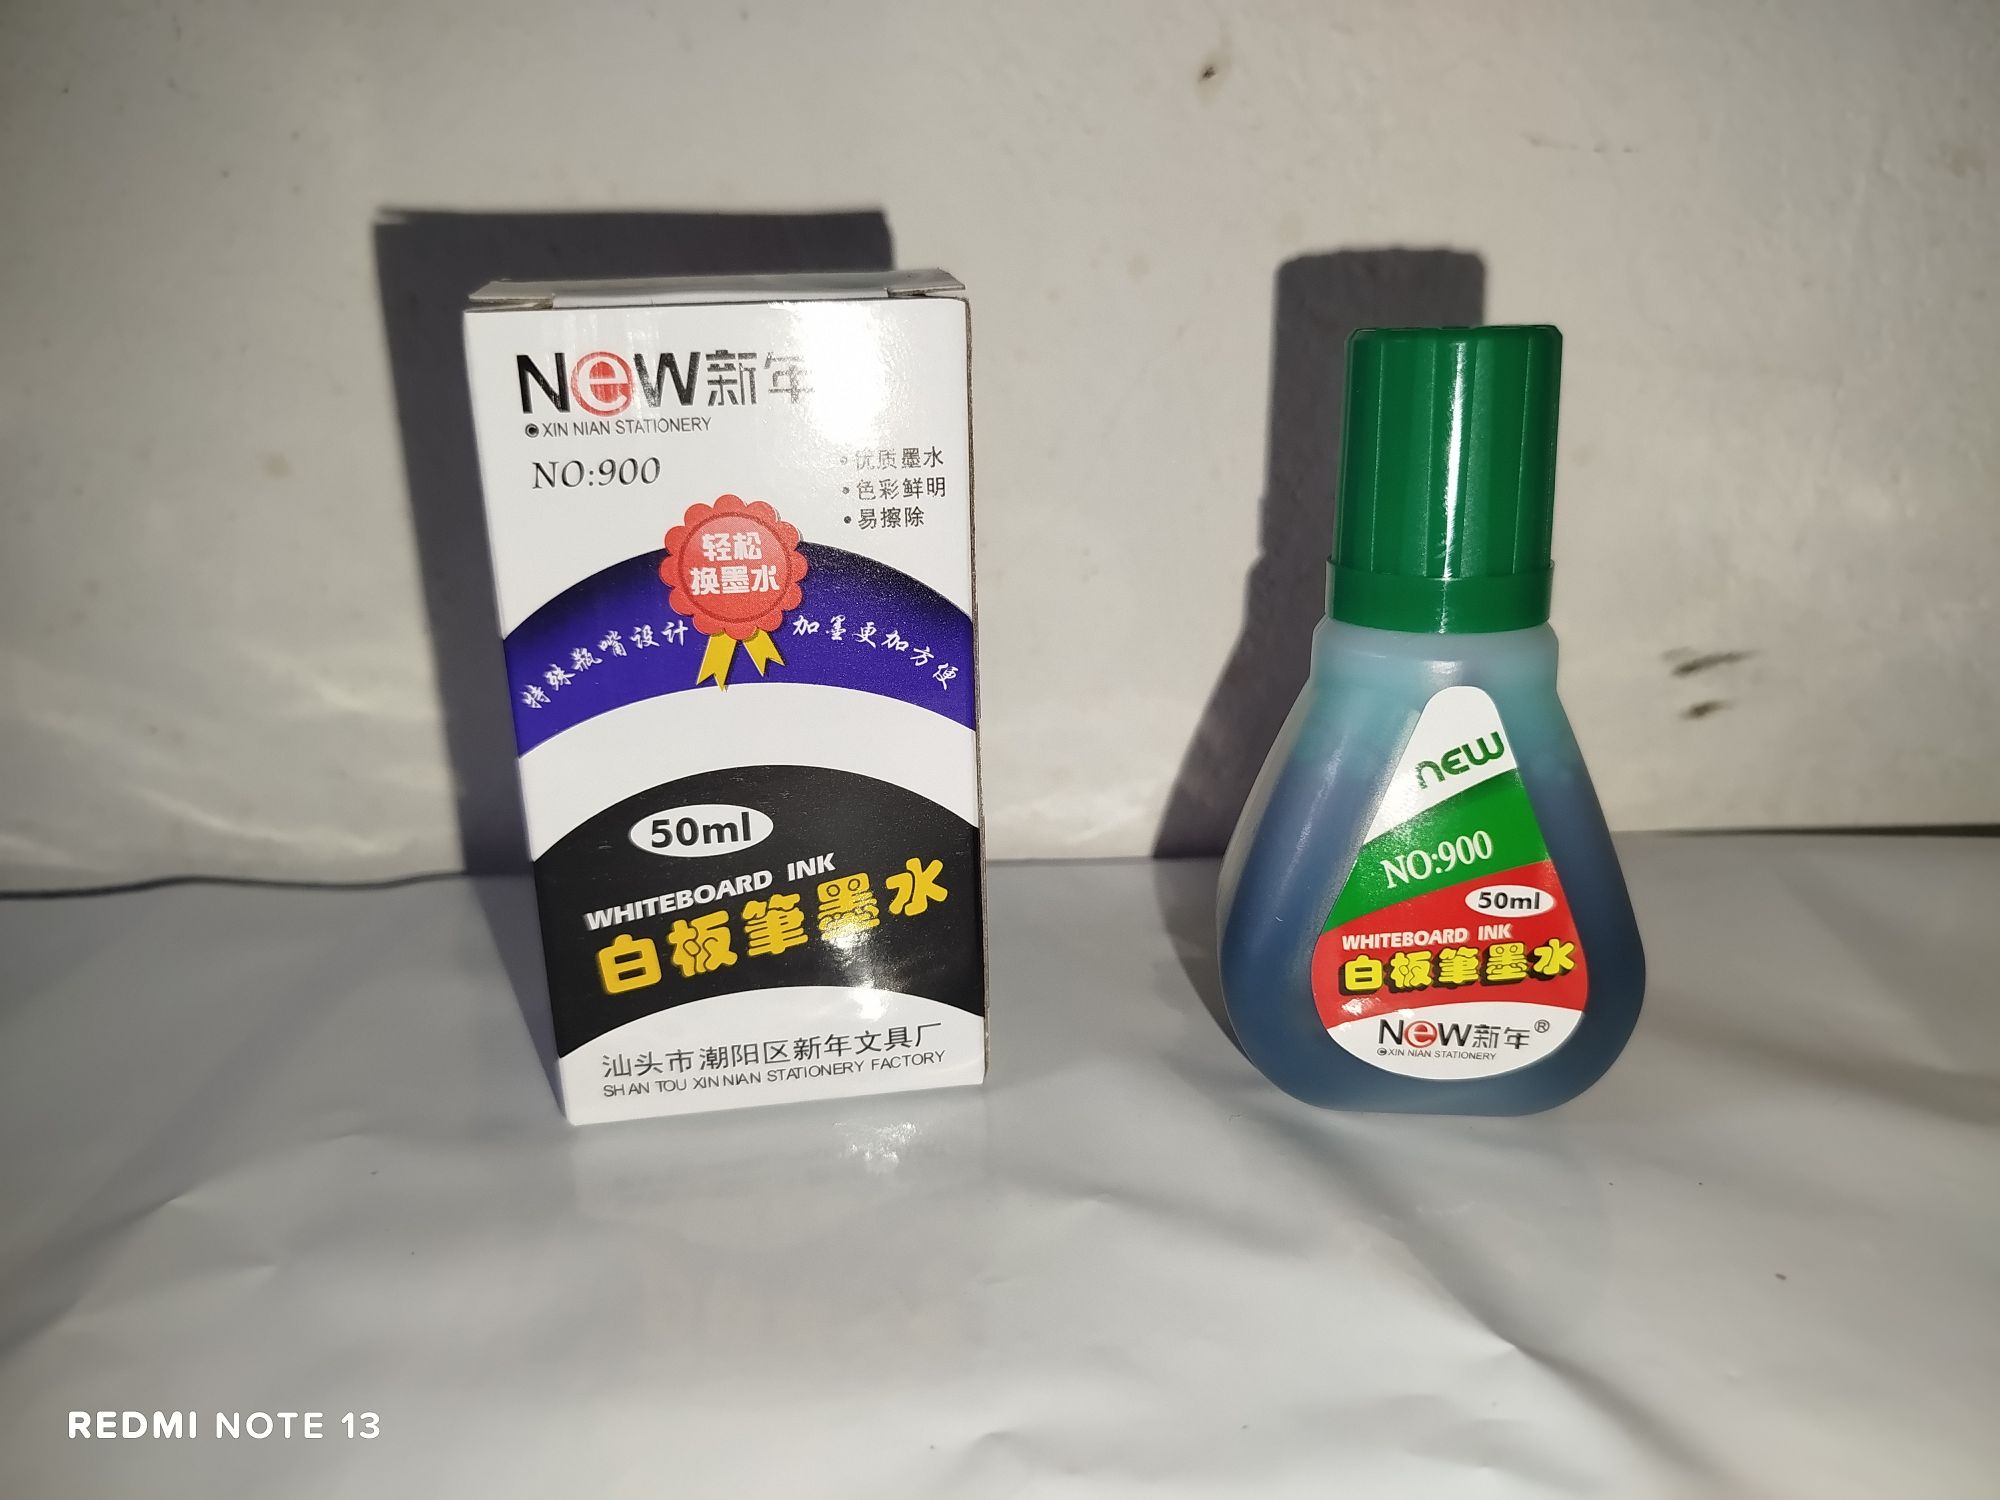 New新年
XIN NIAN STATIONERY
NO:900
•优质墨水
•色彩鲜明
•易擦除
轻松
换墨水
特殊瓶嘴设计 加墨更加方便
50ml
WHITEBOARD INK
白板筆墨水
汕头市潮阳区新年文具厂
SHAN TOU XIN NIAN STATIONERY FACTORY
new
NO:900
50ml
WHITEBOARD INK
白板筆墨水
New新年®
XIN NIAN STATIONERY
REDMI NOTE 13